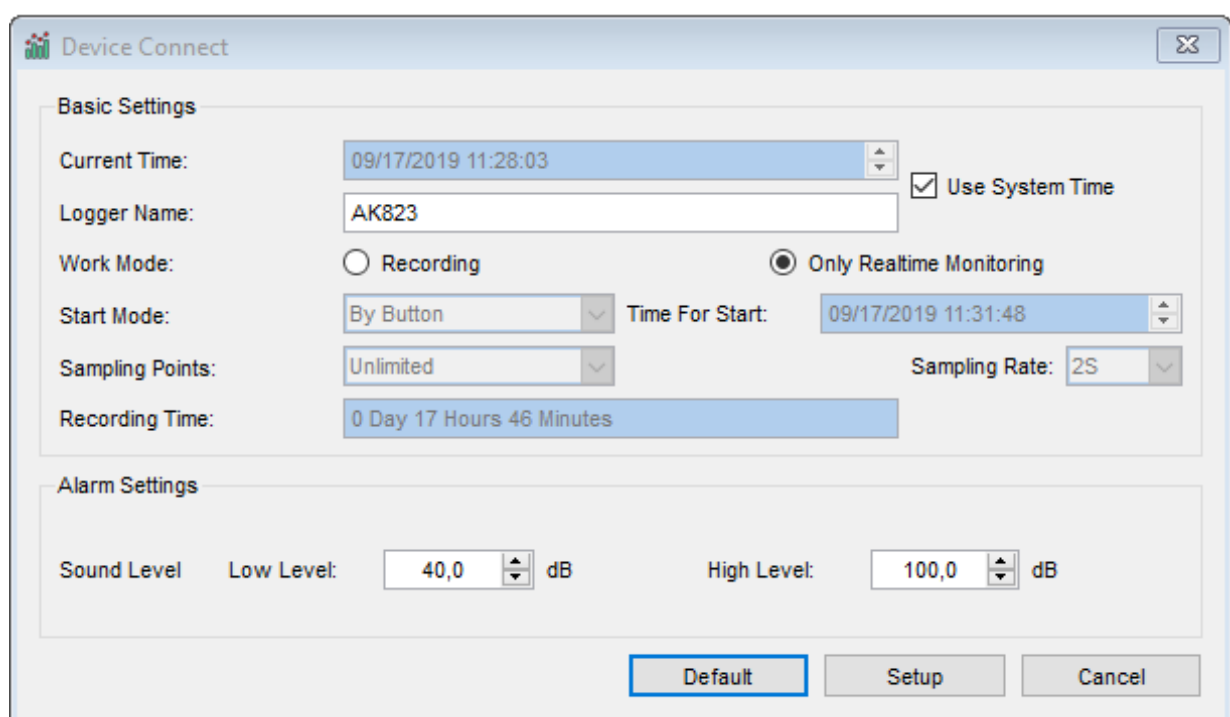 Device Connect
Basic Settings
Current Time: 09/17/2019 11:28:03
Use System Time
Logger Name: AK823
Work Mode: Recording Only Realtime Monitoring
Start Mode: By Button Time For Start: 09/17/2019 11:31:48
Sampling Points: Unlimited Sampling Rate: 2S
Recording Time: 0 Day 17 Hours 46 Minutes
Alarm Settings
Sound Level Low Level: 40,0 dB High Level: 100,0 dB
Default Setup Cancel